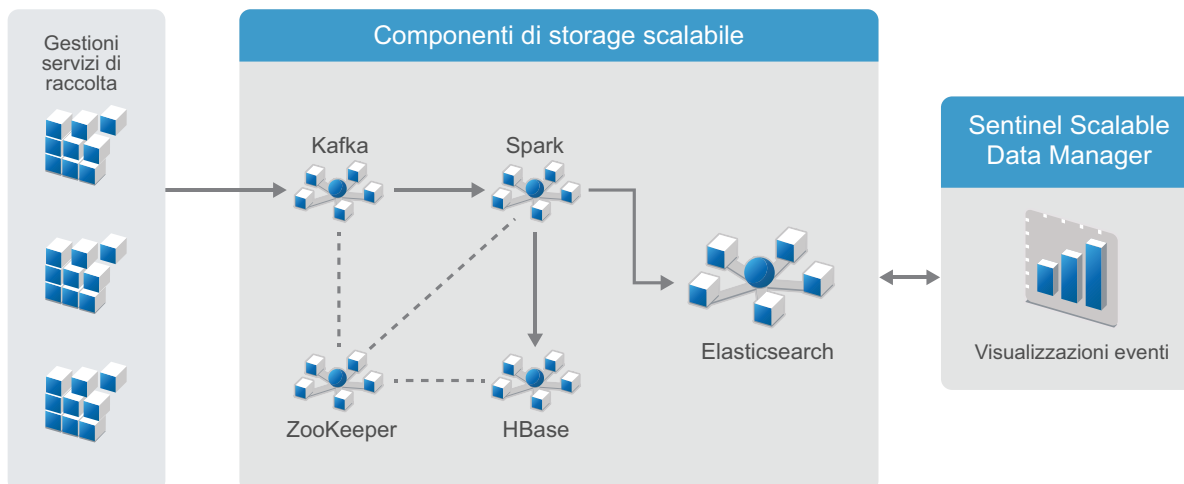 Gestioni
servizi di
raccolta
Componenti di storage scalabile
Kafka
Spark
Elasticsearch
ZooKeeper
HBase
Sentinel Scalable
Data Manager
Visualizzazioni eventi